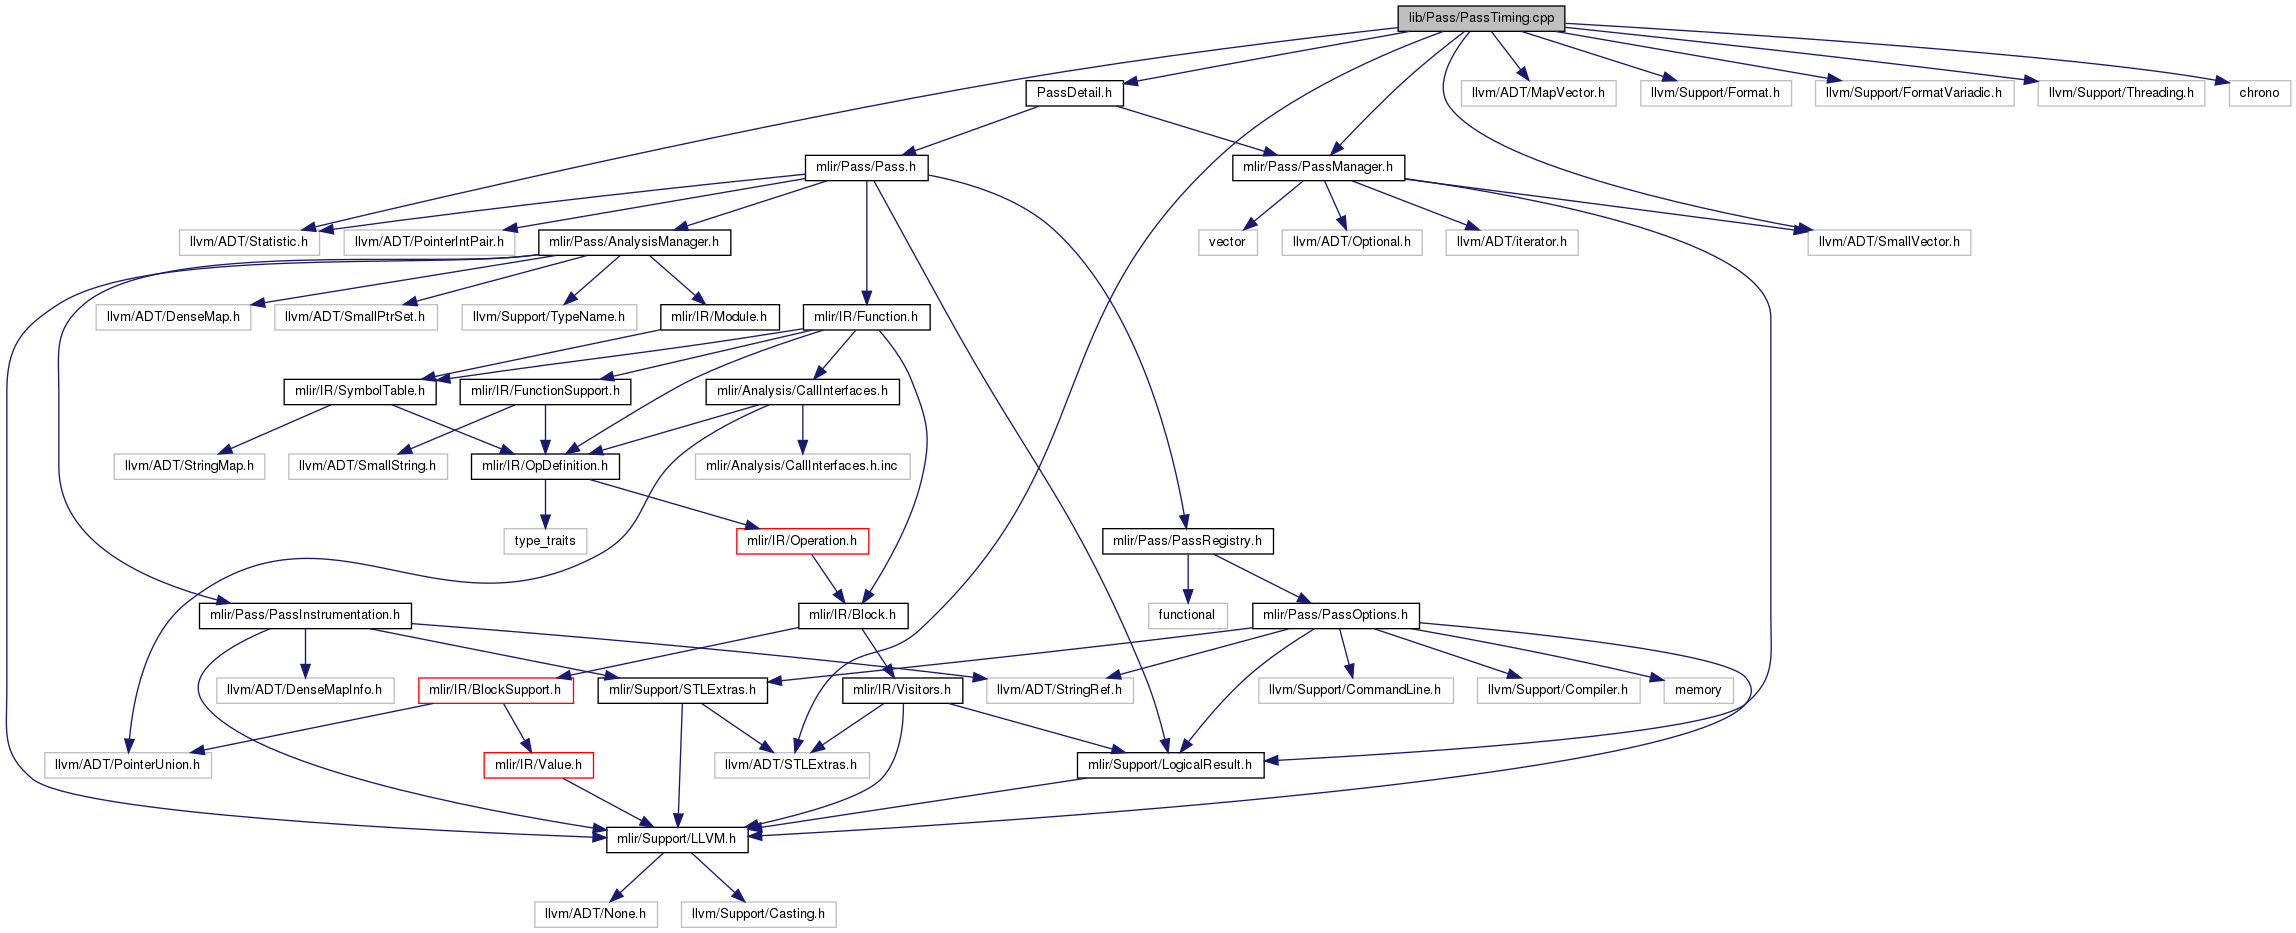 lib/Pass/PassTiming.cpp
PassDetail.h
llvm/ADT/MapVector.h
llvm/Support/Format.h
llvm/Support/FormatVariadic.h
llvm/Support/Threading.h
chrono
mlir/Pass/Pass.h
mlir/Pass/PassManager.h
llvm/ADT/Statistic.h
llvm/ADT/PointerIntPair.h
mlir/Pass/AnalysisManager.h
vector
llvm/ADT/Optional.h
llvm/ADT/iterator.h
llvm/ADT/SmallVector.h
llvm/ADT/DenseMap.h
llvm/ADT/SmallPtrSet.h
llvm/Support/TypeName.h
mlir/IR/Module.h
mlir/IR/Function.h
mlir/IR/SymbolTable.h
mlir/IR/FunctionSupport.h
mlir/Analysis/CallInterfaces.h
llvm/ADT/StringMap.h
llvm/ADT/SmallString.h
mlir/IR/OpDefinition.h
mlir/Analysis/CallInterfaces.h.inc
type_traits
mlir/IR/Operation.h
mlir/Pass/PassRegistry.h
mlir/Pass/PassInstrumentation.h
mlir/IR/Block.h
functional
mlir/Pass/PassOptions.h
llvm/ADT/DenseMapInfo.h
mlir/IR/BlockSupport.h
mlir/Support/STLExtras.h
mlir/IR/Visitors.h
llvm/ADT/StringRef.h
llvm/Support/CommandLine.h
llvm/Support/Compiler.h
memory
llvm/ADT/PointerUnion.h
mlir/IR/Value.h
llvm/ADT/STLExtras.h
mlir/Support/LogicalResult.h
mlir/Support/LLVM.h
llvm/ADT/None.h
llvm/Support/Casting.h